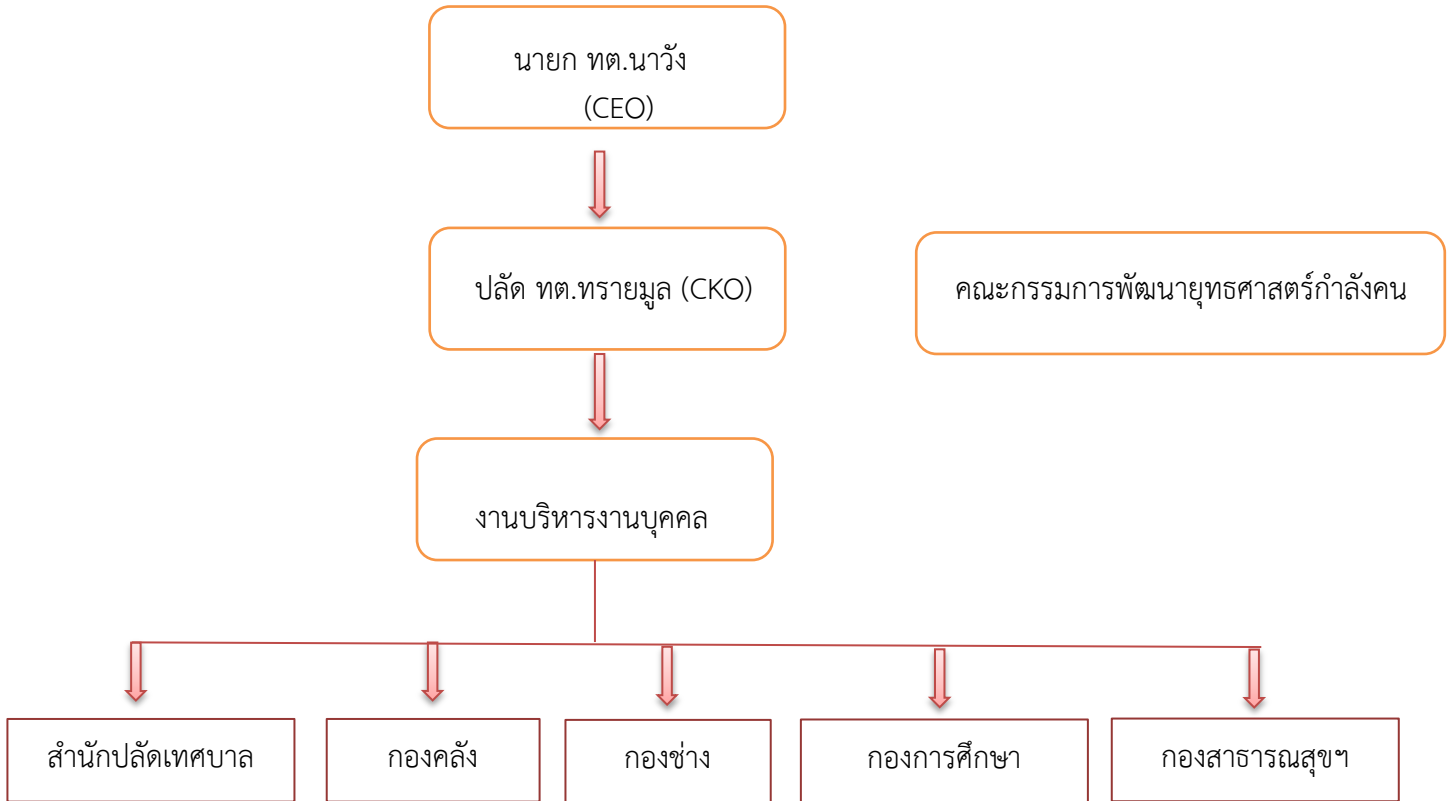 นายก ทต.นาวัง
(CEO)
ปลัด ทต.ทรายมูล (CKO)
คณะกรรมการพัฒนายุทธศาสตร์กำลังคน
งานบริหารงานบุคคล
สำนักปลัดเทศบาล
กองคลัง
กองช่าง
กองการศึกษา
กองสาธารณสุขฯ